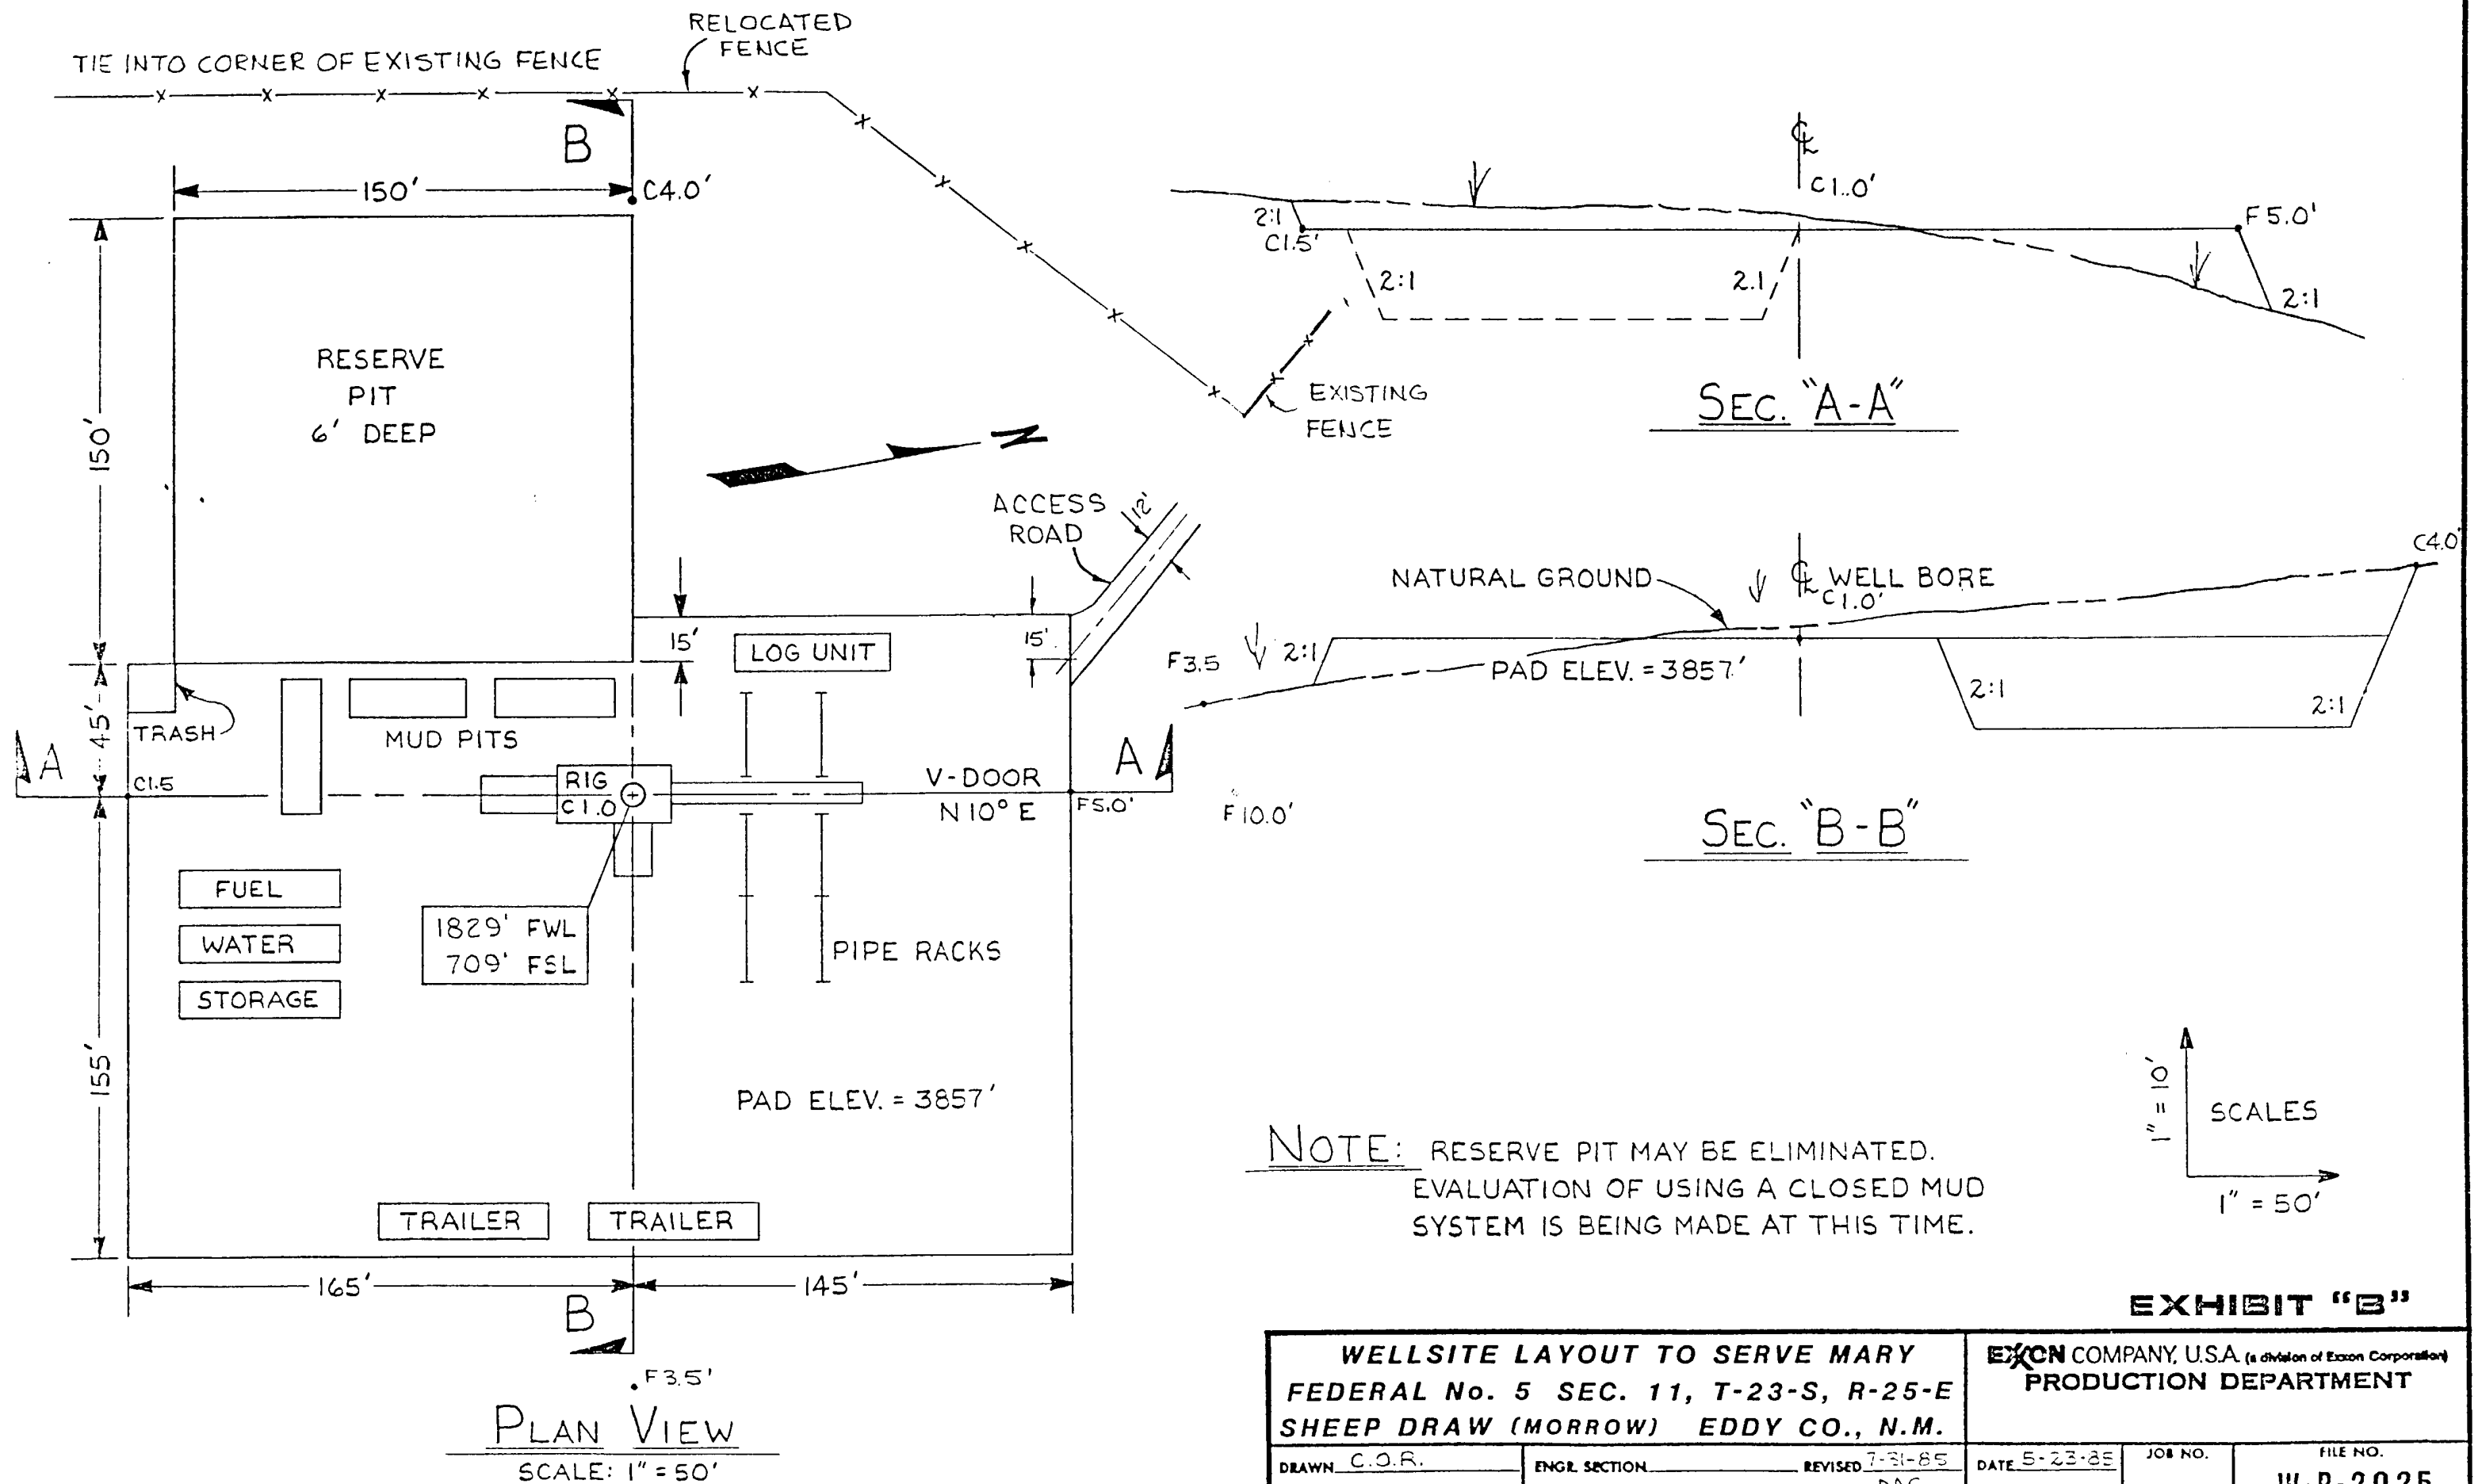 RELOCATED
FENCE
TIE INTO CORNER OF EXISTING FENCE
B
150'
C4.0'
RESERVE
PIT
6' DEEP
150'
EXISTING
FENCE
N
ACCESS
ROAD
12'
15'
15'
LOG UNIT
45'
TRASH
MUD PITS
A
C1.5
RIG
C1.0
V-DOOR
N10°E
F5.0'
A
F10.0'
FUEL
WATER
STORAGE
1829' FWL
709' FSL
PIPE RACKS
155'
PAD ELEV. = 3857'
TRAILER
TRAILER
165'
145'
B
F3.5'
PLAN VIEW
SCALE: 1" = 50'
℄
C1.0'
2:1
C1.5'
F5.0'
2:1
2:1
2:1
SEC. "A-A"
C4.0'
NATURAL GROUND
℄ WELL BORE
C1.0'
F3.5
2:1
PAD ELEV. = 3857'
2:1
2:1
SEC. "B-B"
1" = 10'
SCALES
1" = 50'
NOTE: RESERVE PIT MAY BE ELIMINATED.
EVALUATION OF USING A CLOSED MUD
SYSTEM IS BEING MADE AT THIS TIME.
EXHIBIT "B"
WELLSITE LAYOUT TO SERVE MARY
FEDERAL No. 5 SEC. 11, T-23-S, R-25-E
SHEEP DRAW (MORROW) EDDY CO., N.M.
EXXON COMPANY, U.S.A. (a division of Exxon Corporation)
PRODUCTION DEPARTMENT
DRAWN C.O.R.
ENGR. SECTION
REVISED 7-31-85
DATE 5-23-85
JOB NO.
FILE NO.